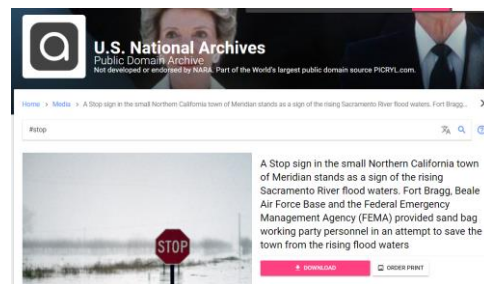 U.S. National Archives
Public Domain Archive
Not developed or endorsed by NARA. Part of the World's largest public domain source PICRYL.com.
Home > Media > A Stop sign in the small Northern California town of Meridian stands as a sign of the rising Sacramento River flood waters. Fort Bragg...
#stop
A Stop sign in the small Northern California town
of Meridian stands as a sign of the rising
Sacramento River flood waters. Fort Bragg, Beale
Air Force Base and the Federal Emergency
Management Agency (FEMA) provided sand bag
working party personnel in an attempt to save the
town from the rising flood waters
STOP
DOWNLOAD
ORDER PRINT